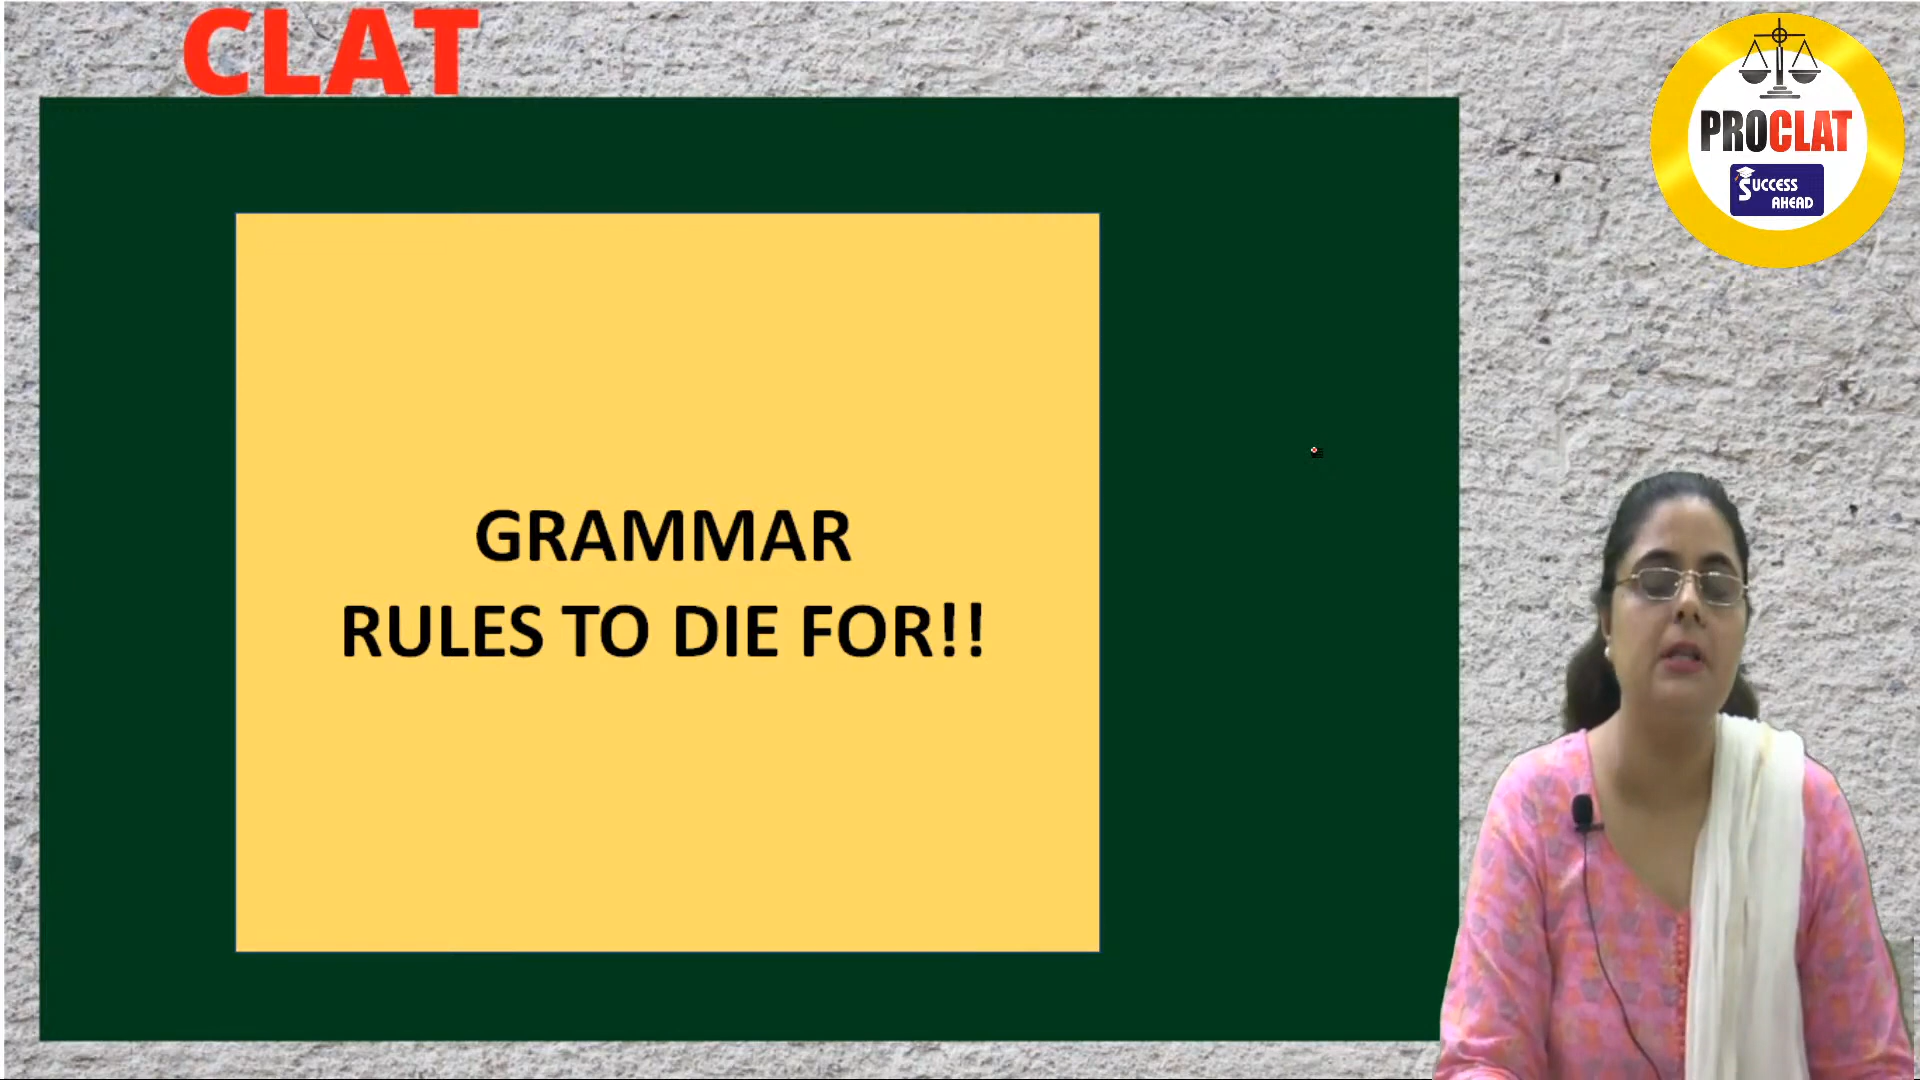 CLAT
PROCLAT
SUCCESS
AHEAD
GRAMMAR
RULES TO DIE FOR!!